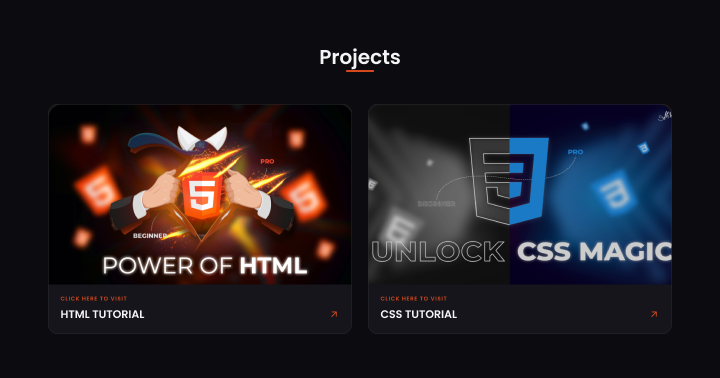 Projects
PRO
BEGINNER
POWER OF HTML
CLICK HERE TO VISIT
HTML TUTORIAL
PRO
BEGINNER
UNLOCK CSS MAGIC
CLICK HERE TO VISIT
CSS TUTORIAL